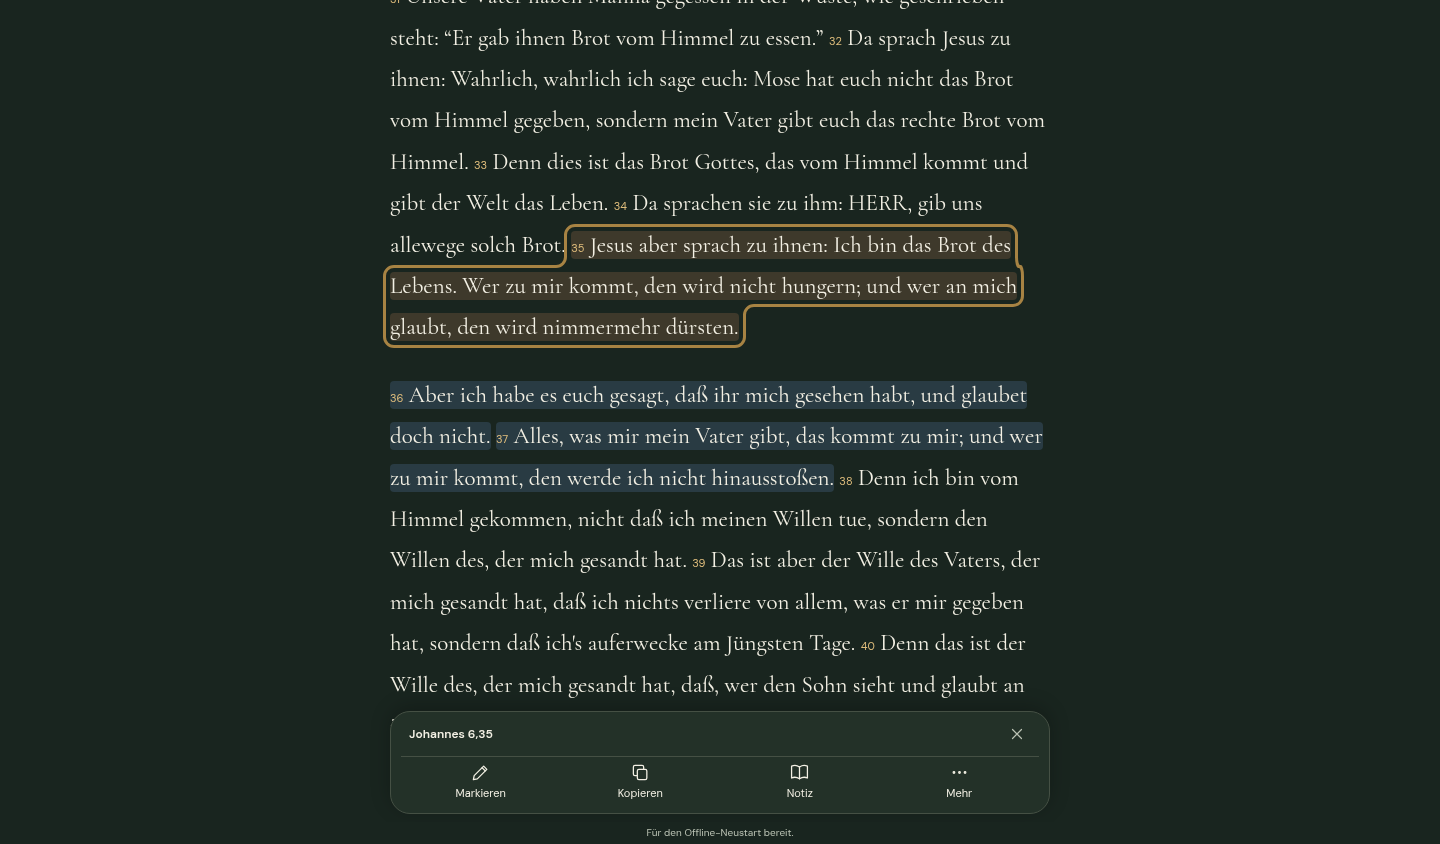 31 Unsere Väter haben Manna gegessen in der Wüste, wie geschrieben
steht: “Er gab ihnen Brot vom Himmel zu essen.” 32 Da sprach Jesus zu
ihnen: Wahrlich, wahrlich ich sage euch: Mose hat euch nicht das Brot
vom Himmel gegeben, sondern mein Vater gibt euch das rechte Brot vom
Himmel. 33 Denn dies ist das Brot Gottes, das vom Himmel kommt und
gibt der Welt das Leben. 34 Da sprachen sie zu ihm: HERR, gib uns
allewege solch Brot. 35 Jesus aber sprach zu ihnen: Ich bin das Brot des
Lebens. Wer zu mir kommt, den wird nicht hungern; und wer an mich
glaubt, den wird nimmermehr dürsten.
36 Aber ich habe es euch gesagt, daß ihr mich gesehen habt, und glaubet
doch nicht. 37 Alles, was mir mein Vater gibt, das kommt zu mir; und wer
zu mir kommt, den werde ich nicht hinausstoßen. 38 Denn ich bin vom
Himmel gekommen, nicht daß ich meinen Willen tue, sondern den
Willen des, der mich gesandt hat. 39 Das ist aber der Wille des Vaters, der
mich gesandt hat, daß ich nichts verliere von allem, was er mir gegeben
hat, sondern daß ich's auferwecke am Jüngsten Tage. 40 Denn das ist der
Wille des, der mich gesandt hat, daß, wer den Sohn sieht und glaubt an
Johannes 6,35
Markieren
Kopieren
Notiz
Mehr
Für den Offline-Neustart bereit.